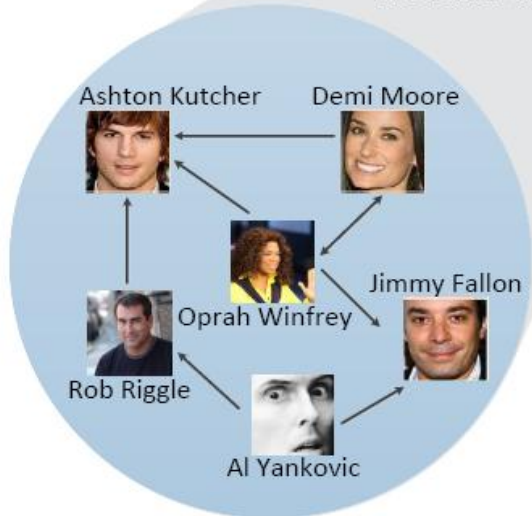 Ashton Kutcher
Demi Moore
Jimmy Fallon
Oprah Winfrey
Rob Riggle
Al Yankovic